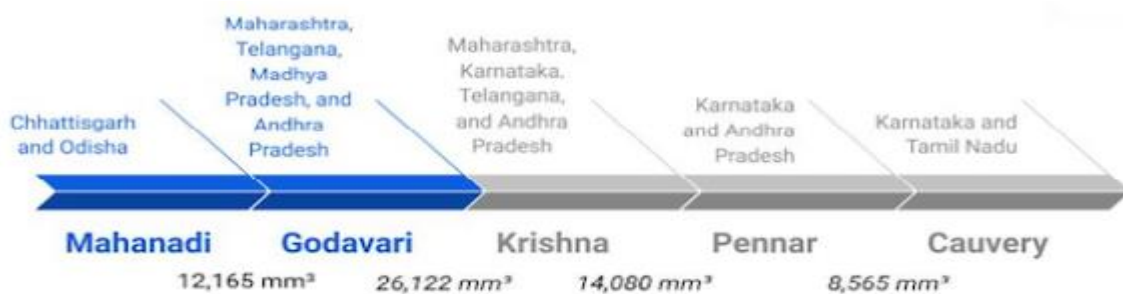 Maharashtra,
Telangana,
Madhya
Pradesh, and
Andhra
Pradesh
Maharashtra,
Karnataka,
Telangana,
and Andhra
Pradesh
Chhattisgarh
and Odisha
Karnataka
and Andhra
Pradesh
Karnataka and
Tamil Nadu
Mahanadi
Godavari
Krishna
Pennar
Cauvery
12,165 mm³
26,122 mm³
14,080 mm³
8,565 mm³